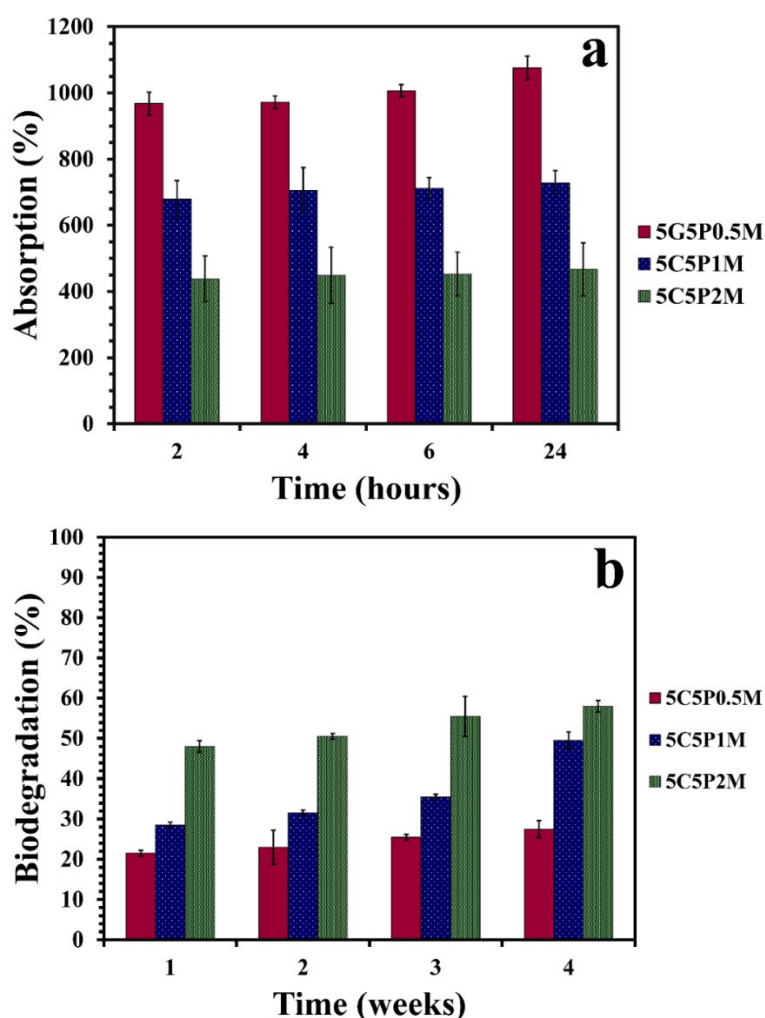 a
1200
1000
800
600
400
200
0
Absorption (%)
2 4 6 24
Time (hours)
5G5P0.5M
5C5P1M
5C5P2M
b
100
90
80
70
60
50
40
30
20
10
0
Biodegradation (%)
1 2 3 4
Time (weeks)
5C5P0.5M
5C5P1M
5C5P2M